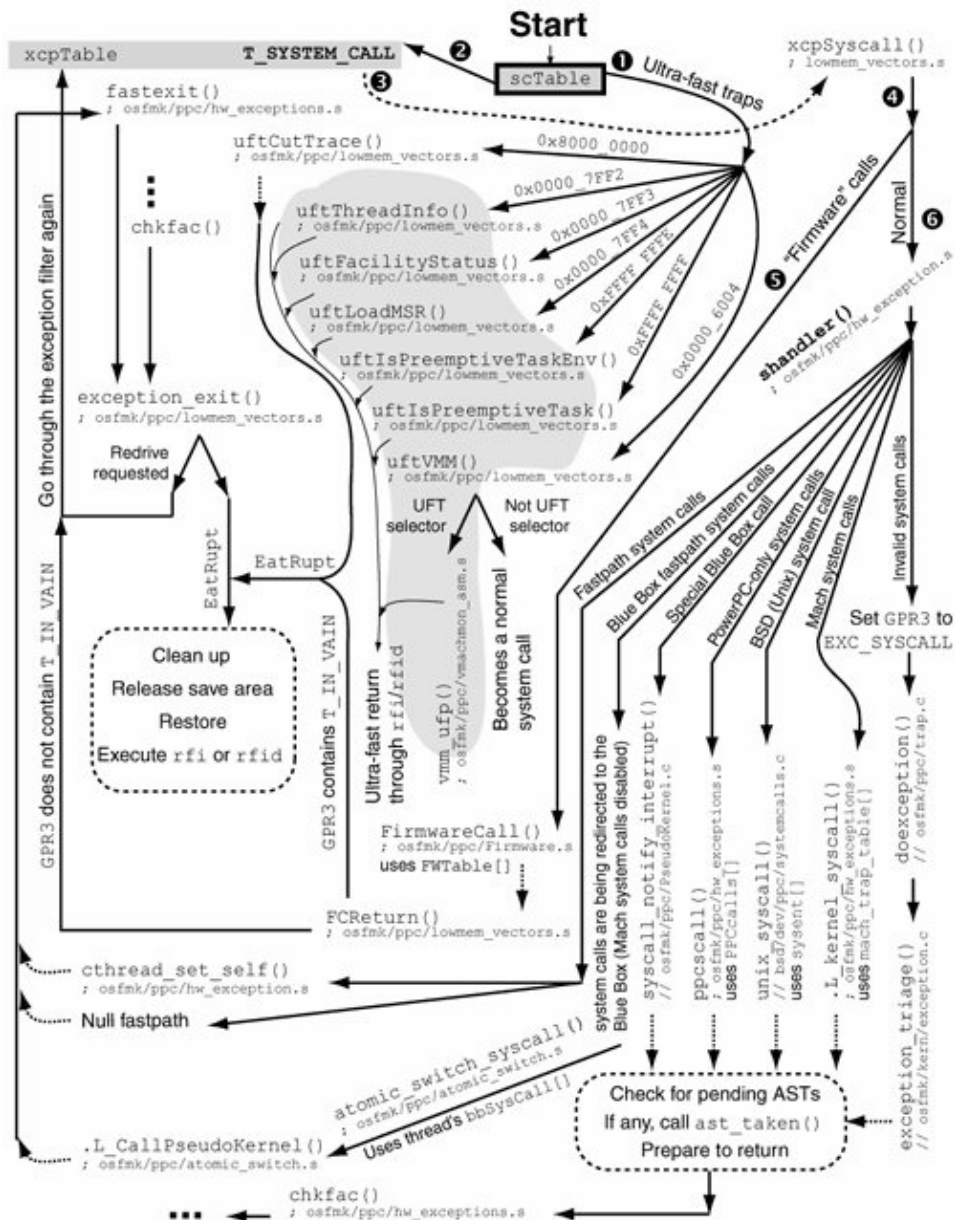 Start
xcpTable
T_SYSTEM_CALL
❷
scTable
❶
Ultra-fast traps
xcpSyscall()
; lowmem_vectors.s
❸
❹
fastexit()
; osfmk/ppc/hw_exceptions.s
uftCutTrace()
; osfmk/ppc/lowmem_vectors.s
0x8000_0000
0x0000_7FF2
0x0000_7FF3
0x0000_7FF4
0xFFFF_FFFE
0xFFFF_FFFF
0x0000_6004
❺
"Firmware" calls
Normal
❻
chkfac()
uftThreadInfo()
; osfmk/ppc/lowmem_vectors.s
uftFacilityStatus()
; osfmk/ppc/lowmem_vectors.s
uftLoadMSR()
; osfmk/ppc/lowmem_vectors.s
uftIsPreemptiveTaskEnv()
; osfmk/ppc/lowmem_vectors.s
uftIsPreemptiveTask()
; osfmk/ppc/lowmem_vectors.s
uftVMM()
; osfmk/ppc/lowmem_vectors.s
shandler()
; osfmk/ppc/hw_exception.s
Go through the exception filter again
exception_exit()
; osfmk/ppc/lowmem_vectors.s
Redrive
requested
UFT
selector
Not UFT
selector
EatRupt
EatRupt
Clean up
Release save area
Restore
Execute rfi or rfid
GPR3 does not contain T_IN_VAIN
GPR3 contains T_IN_VAIN
Ultra-fast return
through rfi/rfid
vmm_ufp()
; osfmk/ppc/vmachmon_asm.s
Becomes a normal
system call
Fastpath system calls
Blue Box fastpath system calls
Special Blue Box call
PowerPC-only system calls
BSD (Unix) system call
Mach system calls
Invalid system calls
Set GPR3 to
EXC_SYSCALL
FirmwareCall()
; osfmk/ppc/Firmware.s
uses FWTable[]
FCReturn()
; osfmk/ppc/lowmem_vectors.s
system calls are being redirected to the
Blue Box (Mach system calls disabled)
syscall_notify_interrupt()
// osfmk/ppc/PseudoKernel.c
ppcscall()
; osfmk/ppc/hw_exceptions.s
uses PPCcalls[]
unix_syscall()
// bsd/dev/ppc/systemcalls.c
uses sysent[]
.L_kernel_syscall()
; osfmk/ppc/hw_exceptions.s
uses mach_trap_table[]
doexception()
// osfmk/ppc/trap.c
exception_triage()
// osfmk/kern/exception.c
cthread_set_self()
; osfmk/ppc/hw_exception.s
Null fastpath
atomic_switch_syscall()
; osfmk/ppc/atomic_switch.s
Uses thread's bbSysCall[]
.L_CallPseudoKernel()
; osfmk/ppc/atomic_switch.s
Check for pending ASTs
If any, call ast_taken()
Prepare to return
chkfac()
; osfmk/ppc/hw_exceptions.s